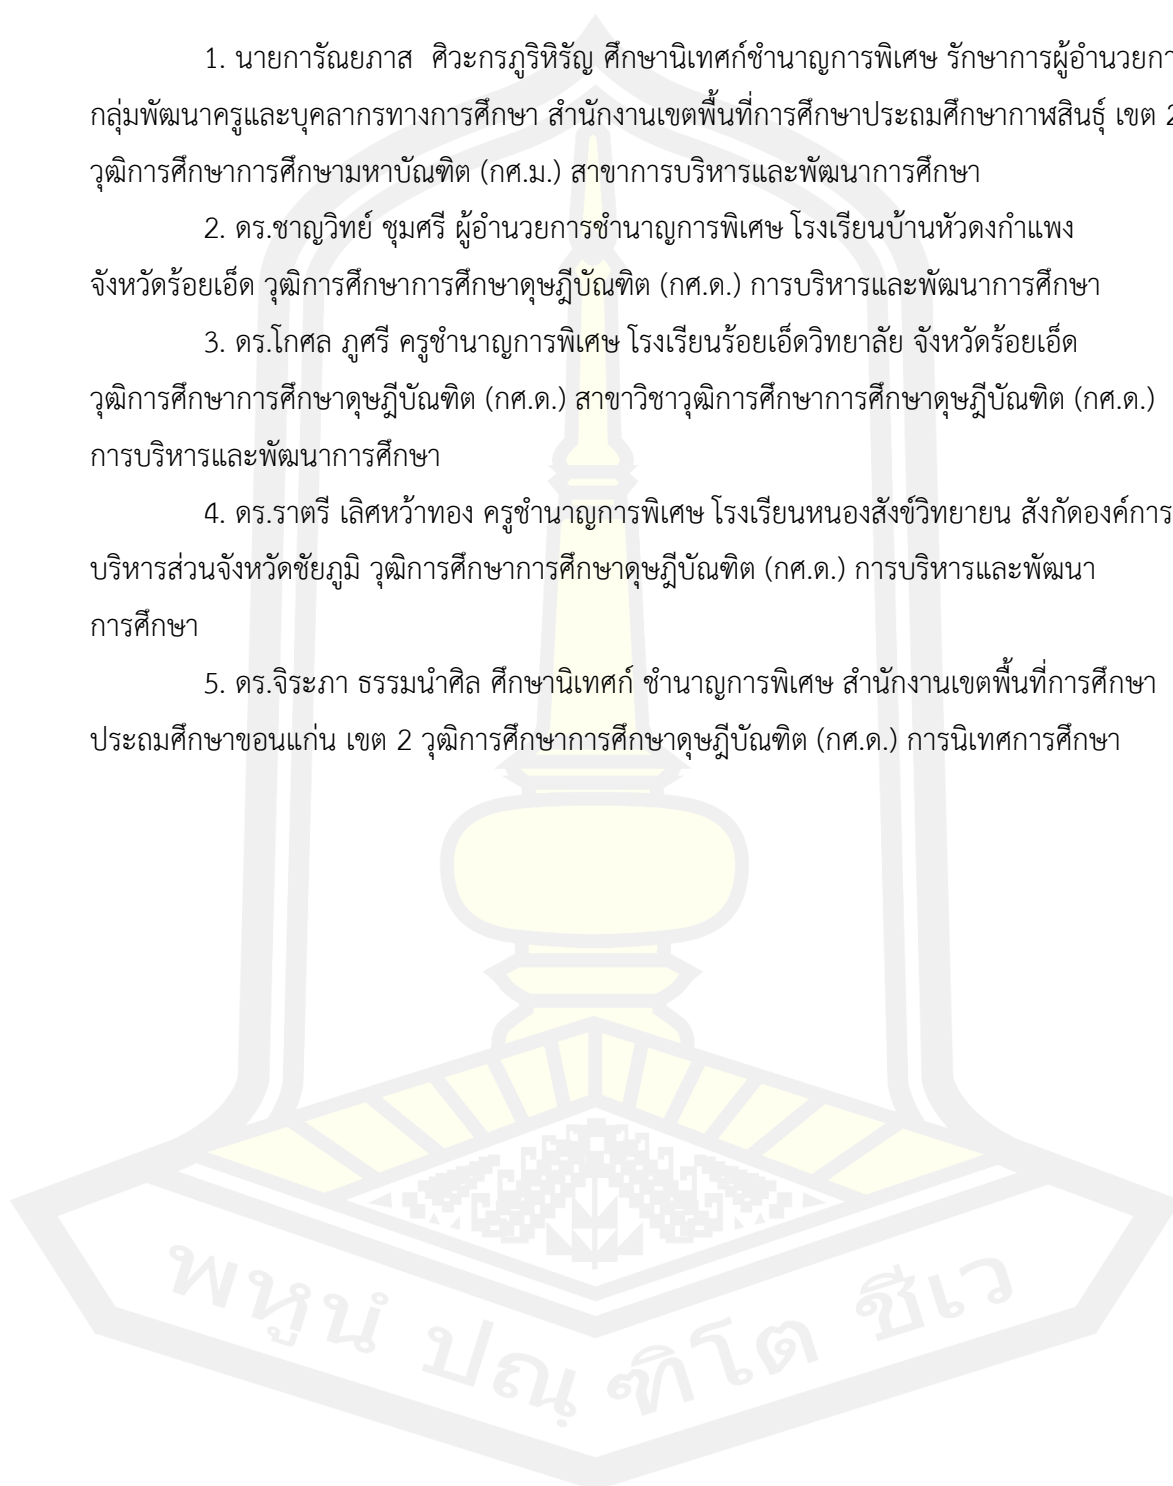 1. นายการัณยภาส  ศิวะกรภูริหิรัญ ศึกษานิเทศก์ชำนาญการพิเศษ รักษาการผู้อำนวยกา
กลุ่มพัฒนาครูและบุคลากรทางการศึกษา สำนักงานเขตพื้นที่การศึกษาประถมศึกษากาฬสินธุ์ เขต 2
วุฒิการศึกษาการศึกษามหาบัณฑิต (กศ.ม.) สาขาการบริหารและพัฒนาการศึกษา
2. ดร.ชาญวิทย์ ชุมศรี ผู้อำนวยการชำนาญการพิเศษ โรงเรียนบ้านหัวดงกำแพง
จังหวัดร้อยเอ็ด วุฒิการศึกษาการศึกษาดุษฎีบัณฑิต (กศ.ด.) การบริหารและพัฒนาการศึกษา
3. ดร.โกศล ภูศรี ครูชำนาญการพิเศษ โรงเรียนร้อยเอ็ดวิทยาลัย จังหวัดร้อยเอ็ด
วุฒิการศึกษาการศึกษาดุษฎีบัณฑิต (กศ.ด.) สาขาวิชาวุฒิการศึกษาการศึกษาดุษฎีบัณฑิต (กศ.ด.)
การบริหารและพัฒนาการศึกษา
4. ดร.ราตรี เลิศหว้าทอง ครูชำนาญการพิเศษ โรงเรียนหนองสังข์วิทยายน สังกัดองค์การ
บริหารส่วนจังหวัดชัยภูมิ วุฒิการศึกษาการศึกษาดุษฎีบัณฑิต (กศ.ด.) การบริหารและพัฒนา
การศึกษา
5. ดร.จิระภา ธรรมนำศิล ศึกษานิเทศก์ ชำนาญการพิเศษ สำนักงานเขตพื้นที่การศึกษา
ประถมศึกษาขอนแก่น เขต 2 วุฒิการศึกษาการศึกษาดุษฎีบัณฑิต (กศ.ด.) การนิเทศการศึกษา
พหูนํ ปณฺฑิโต ชีเว